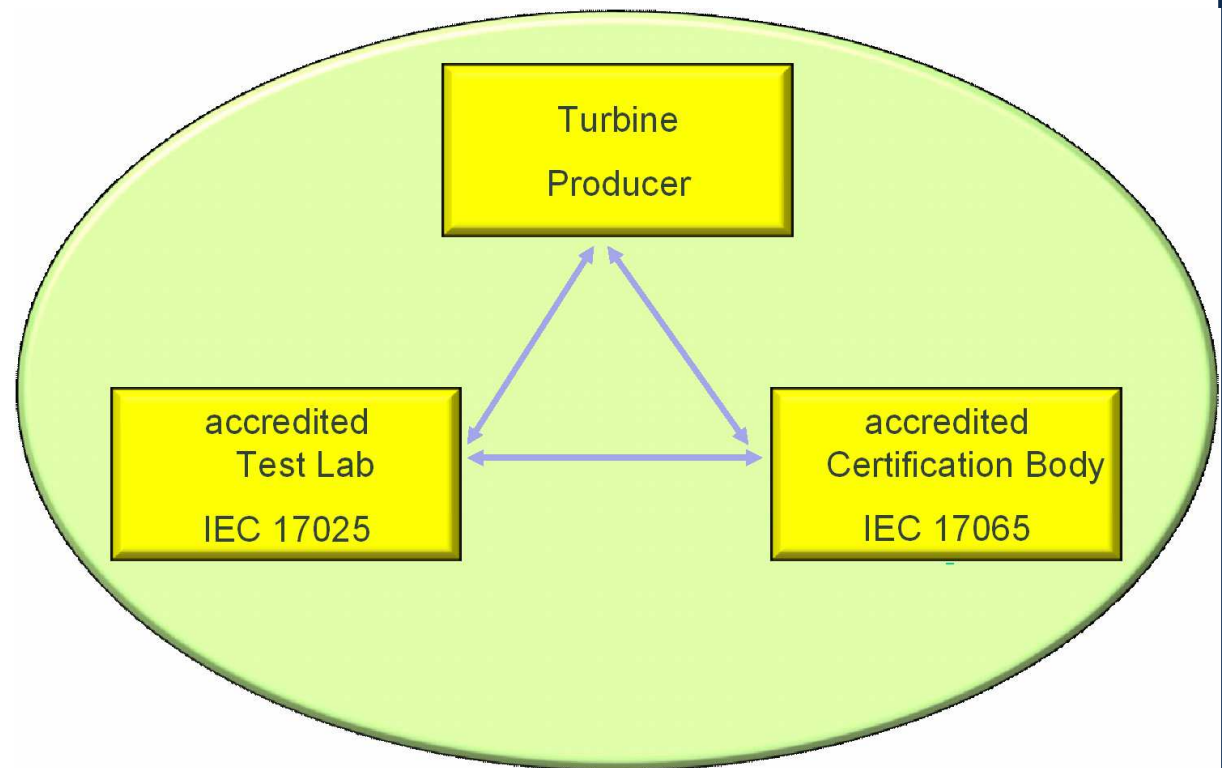 Turbine
Producer
accredited
Test Lab
IEC 17025
accredited
Certification Body
IEC 17065